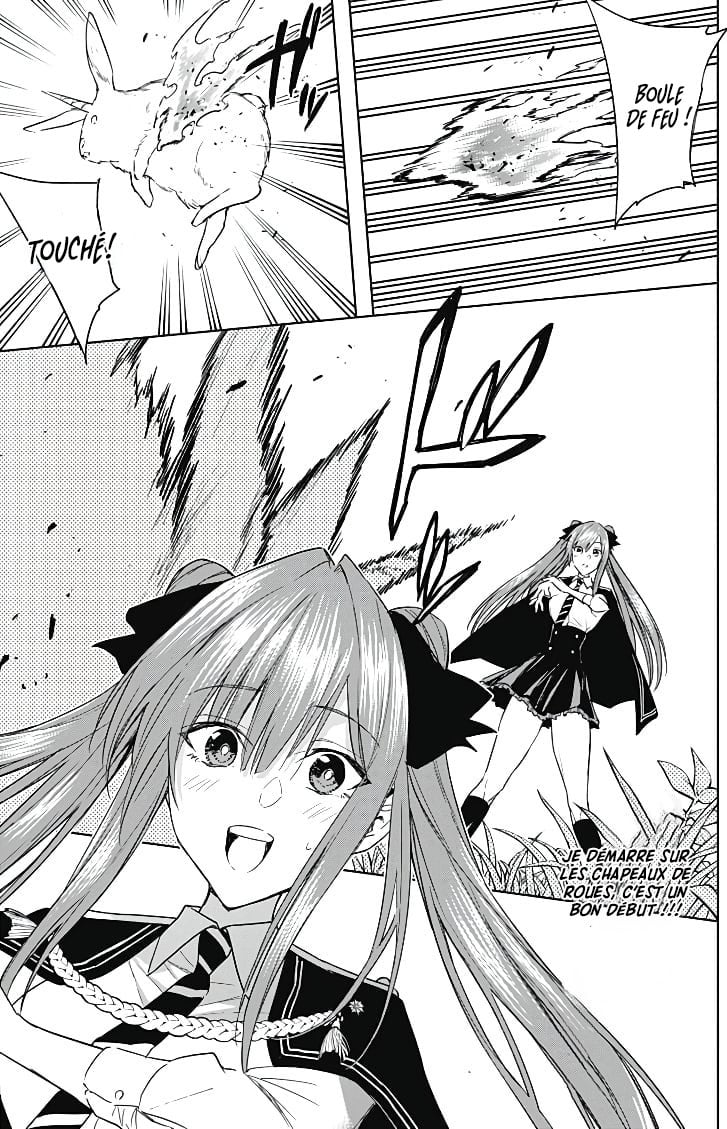 BOULE
DE FEU !
TOUCHÉ!
JE DÉMARRE SUR
LES CHAPEAUX DE
ROUES, C'EST UN
BON DÉBUT !!!